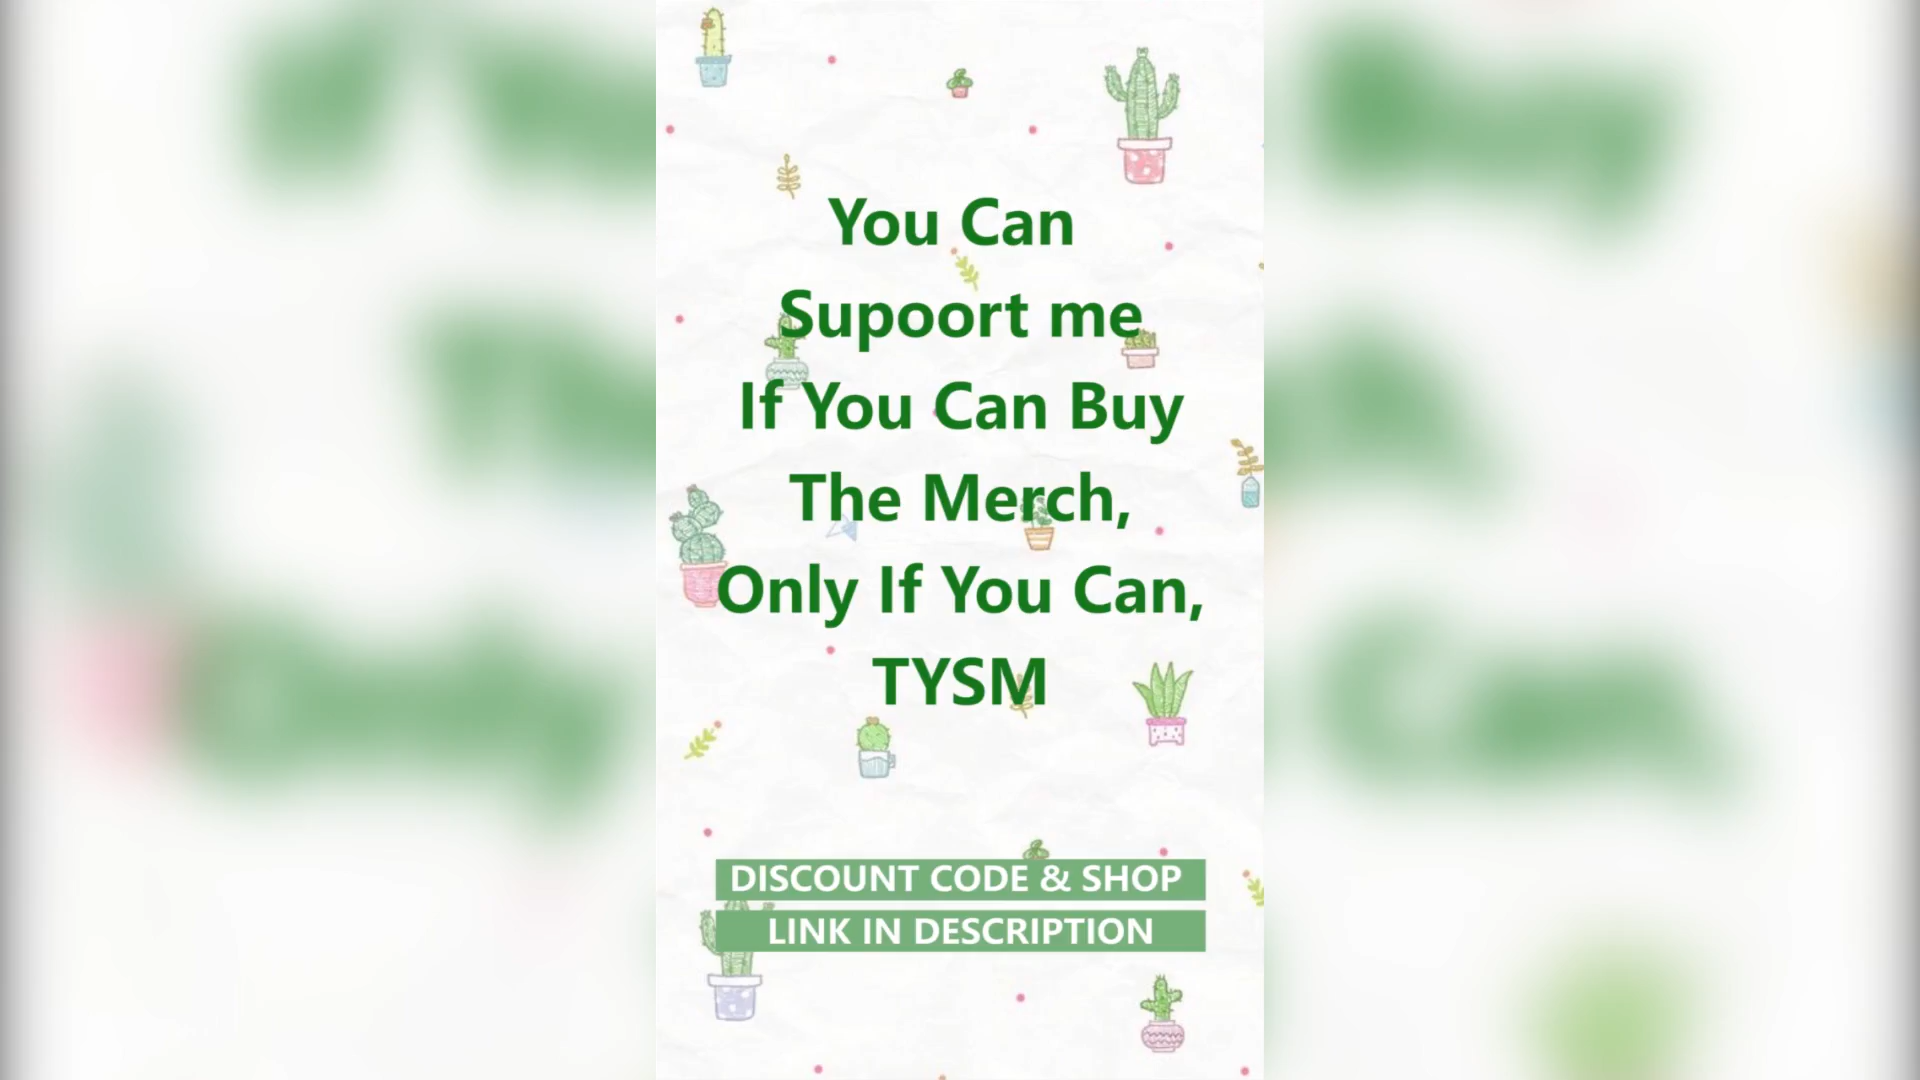 You Can
Supoort me
If You Can Buy
The Merch,
Only If You Can,
TYSM
DISCOUNT CODE & SHOP
LINK IN DESCRIPTION